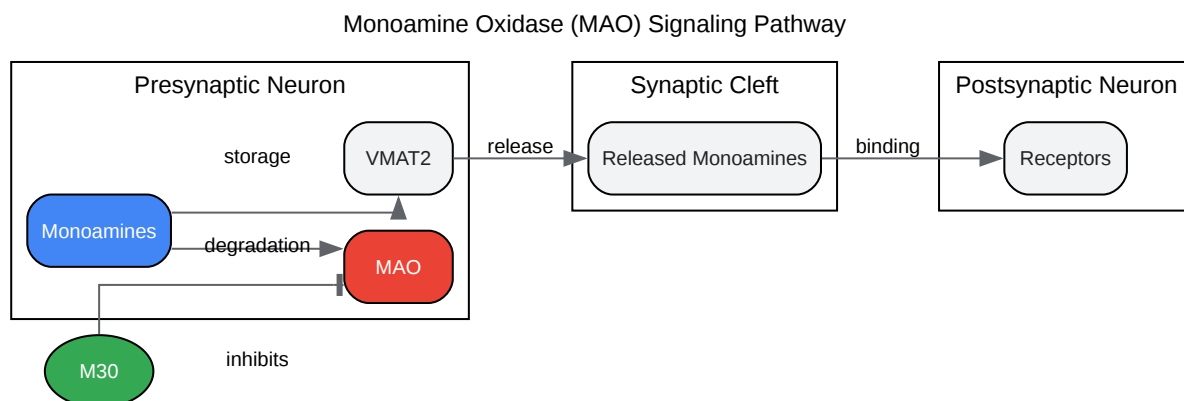 Monoamine Oxidase (MAO) Signaling Pathway
Presynaptic Neuron
Synaptic Cleft
Postsynaptic Neuron
storage
VMAT2
release
Released Monoamines
binding
Receptors
Monoamines
degradation
MAO
inhibits
M30